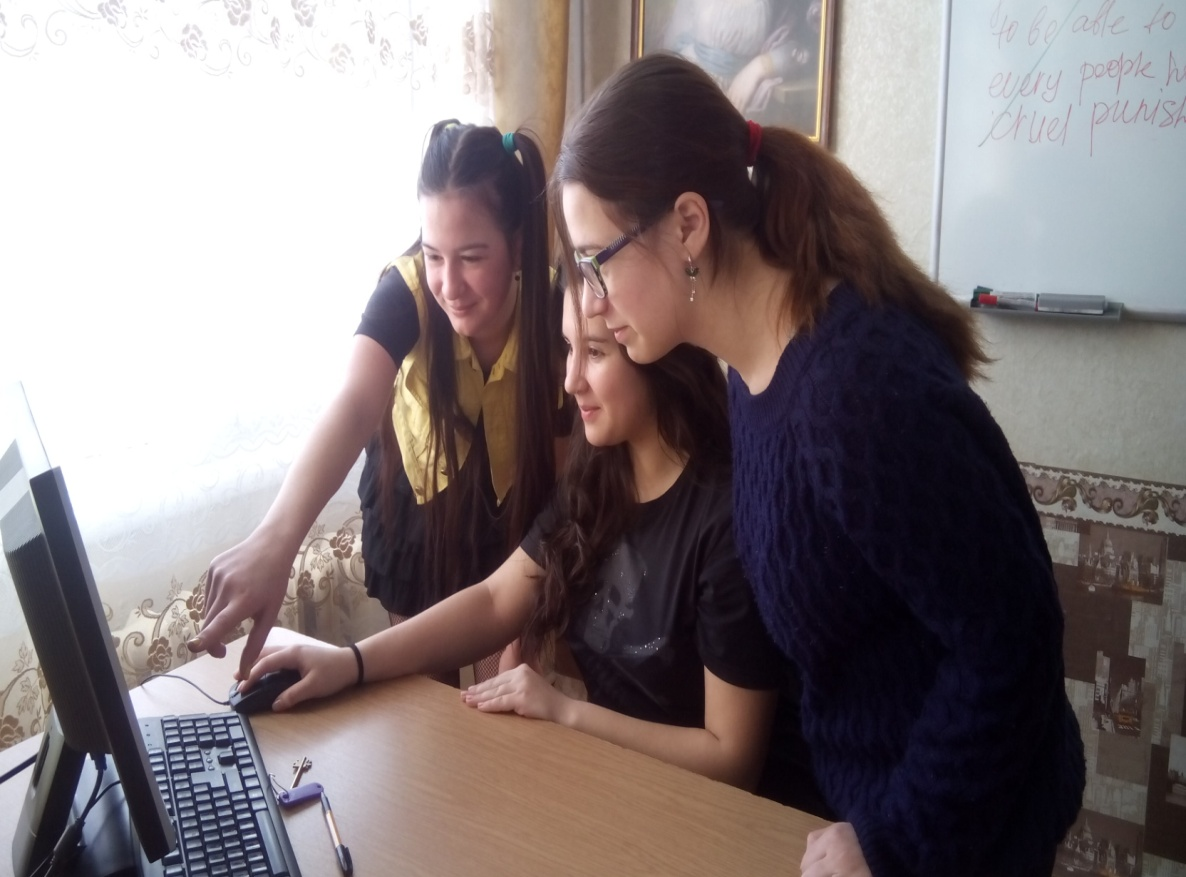 to be able to
every people h
cruel punish